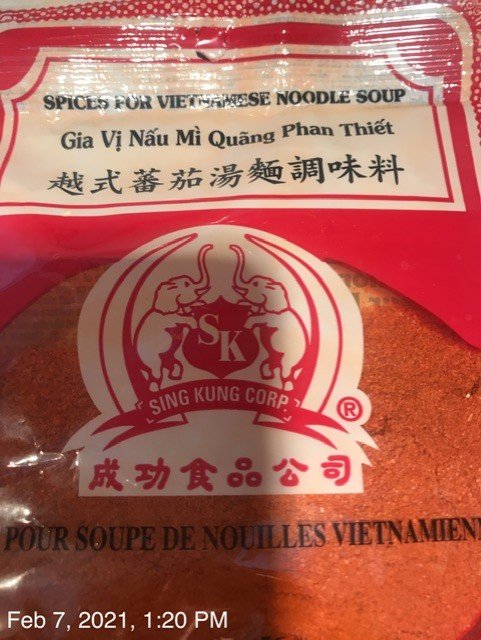 SPICES FOR VIETNAMESE NOODLE SOUP
Gia Vị Nấu Mì Quãng Phan Thiết
越式蕃茄湯麵調味料
SK
SING KUNG CORP.
®
成功食品公司
POUR SOUPE DE NOUILLES VIETNAMIEN
Feb 7, 2021, 1:20 PM